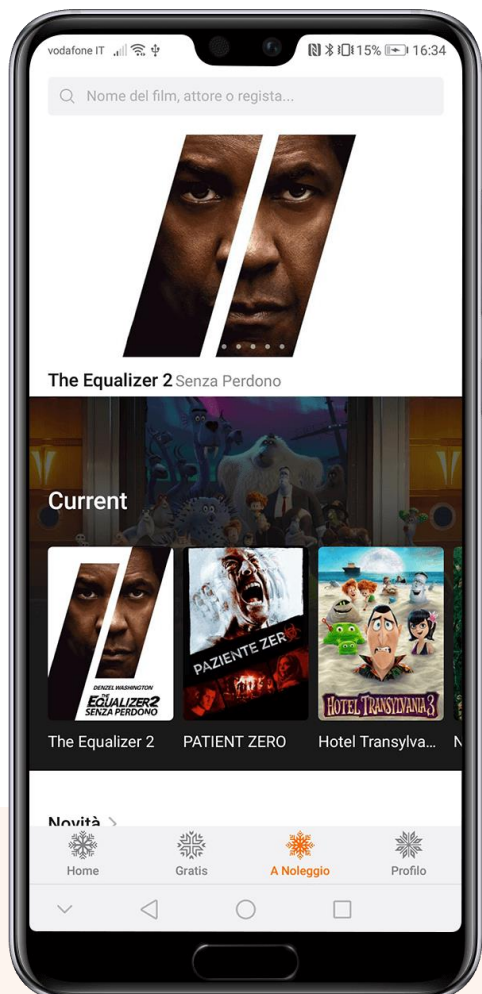 vodafone IT
15%
16:34
Nome del film, attore o regista...
The Equalizer 2 Senza Perdono
Current
DENZEL WASHINGTON
THE
EQUALIZER2
SENZA PERDONO
PAZIENTE ZERO
HOTEL TRANSYLVANIA 3
The Equalizer 2
PATIENT ZERO
Hotel Transylva...
N
Novità >
Home
Gratis
A Noleggio
Profilo